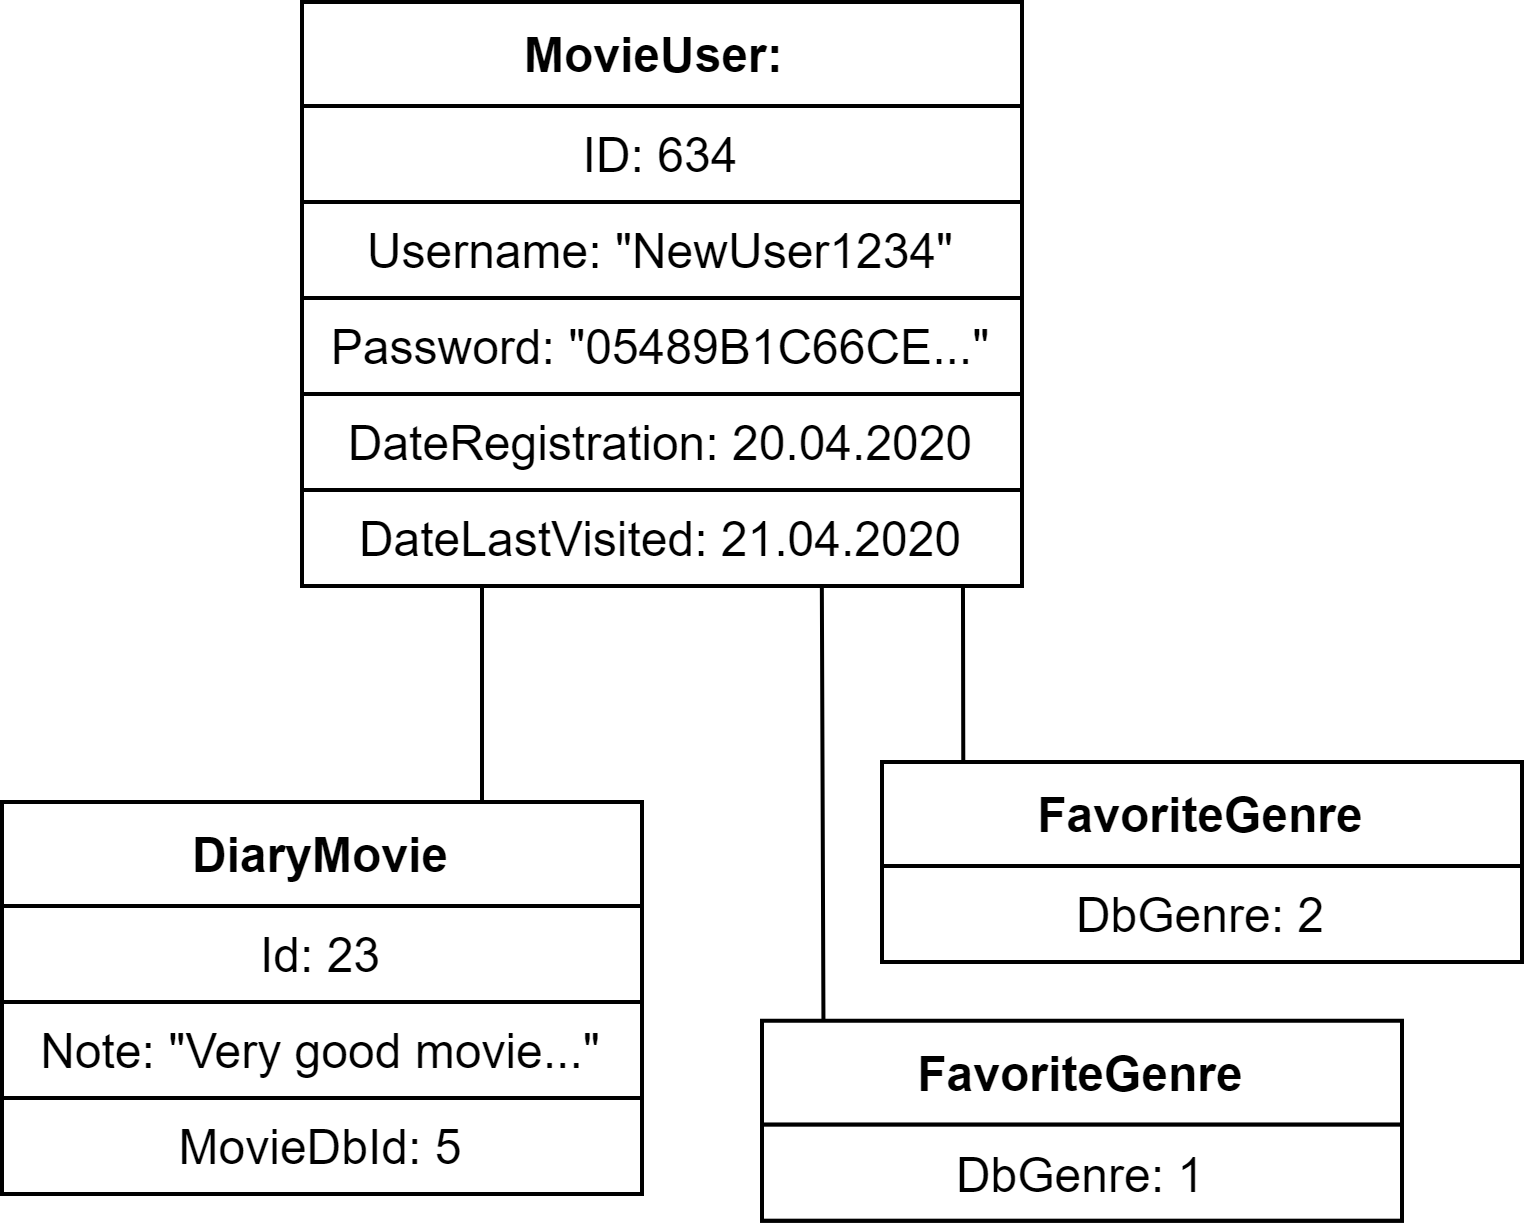 MovieUser:
ID: 634
Username: "NewUser1234"
Password: "05489B1C66CE..."
DateRegistration: 20.04.2020
DateLastVisited: 21.04.2020
DiaryMovie
Id: 23
Note: "Very good movie..."
MovieDbId: 5
FavoriteGenre
DbGenre: 2
FavoriteGenre
DbGenre: 1